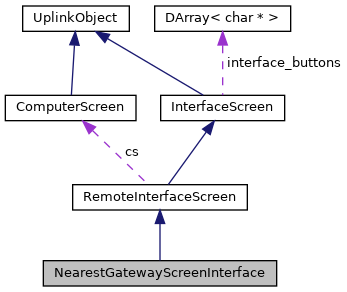 UplinkObject
DArray< char * >
interface_buttons
ComputerScreen
InterfaceScreen
cs
RemoteInterfaceScreen
NearestGatewayScreenInterface